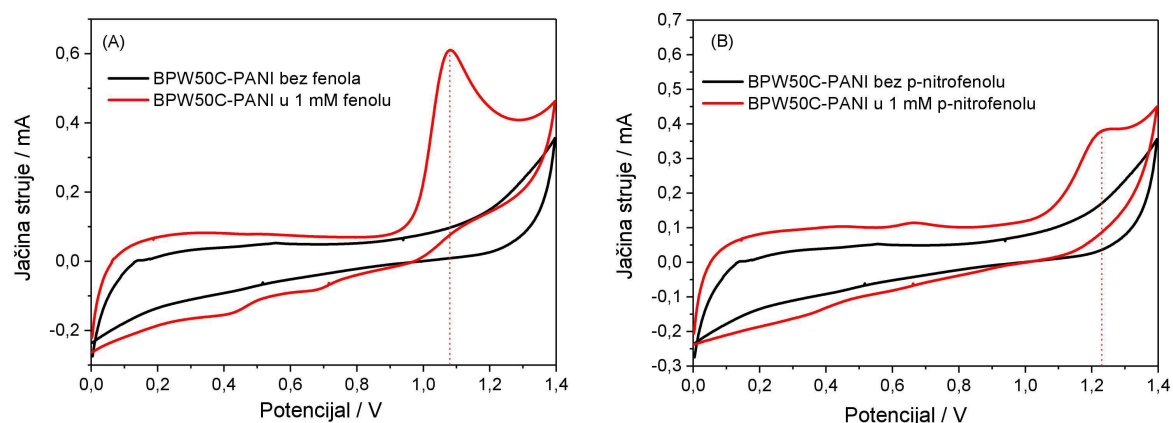 (A)
BPW50C-PANI bez fenola
BPW50C-PANI u 1 mM fenolu
Jačina struje / mA
0,6
0,4
0,2
0,0
-0,2
0,0 0,2 0,4 0,6 0,8 1,0 1,2 1,4
Potencijal / V
(B)
BPW50C-PANI bez p-nitrofenolu
BPW50C-PANI u 1 mM p-nitrofenolu
Jačina struje / mA
0,6
0,5
0,4
0,3
0,2
0,1
0,0
-0,1
-0,2
-0,3
0,0 0,2 0,4 0,6 0,8 1,0 1,2 1,4
Potencijal / V